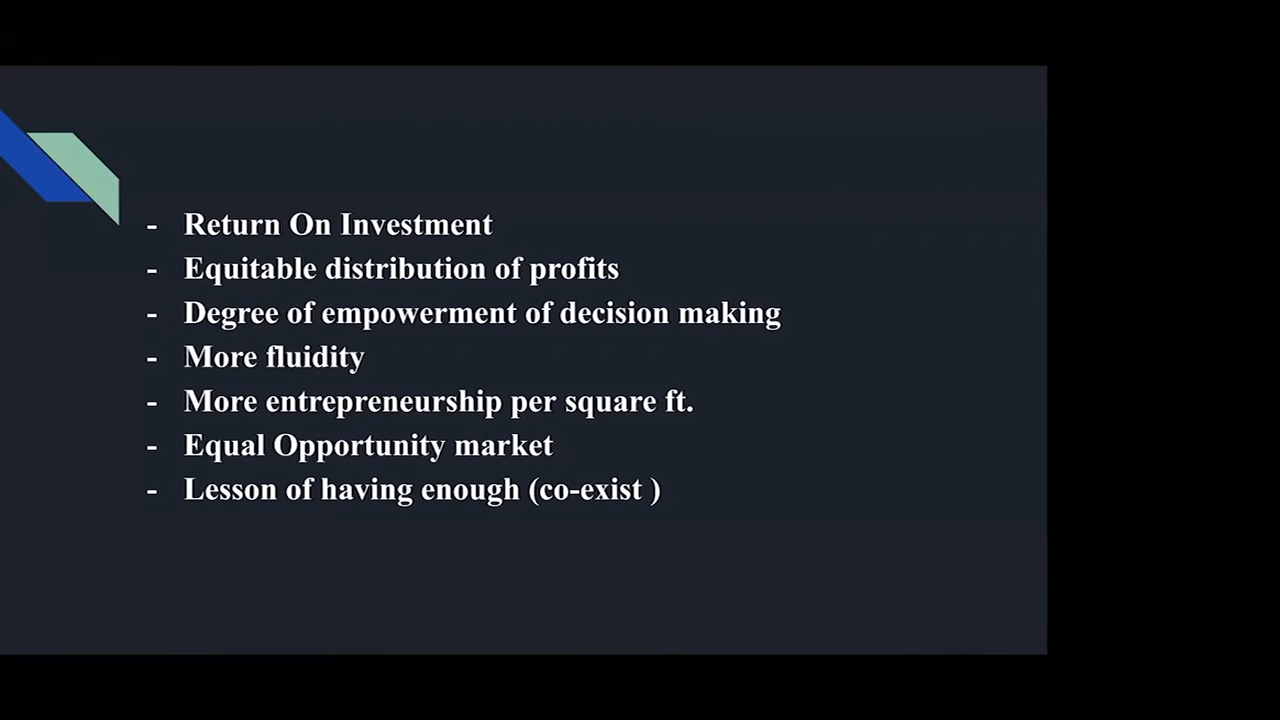 - Return On Investment
- Equitable distribution of profits
- Degree of empowerment of decision making
- More fluidity
- More entrepreneurship per square ft.
- Equal Opportunity market
- Lesson of having enough (co-exist )